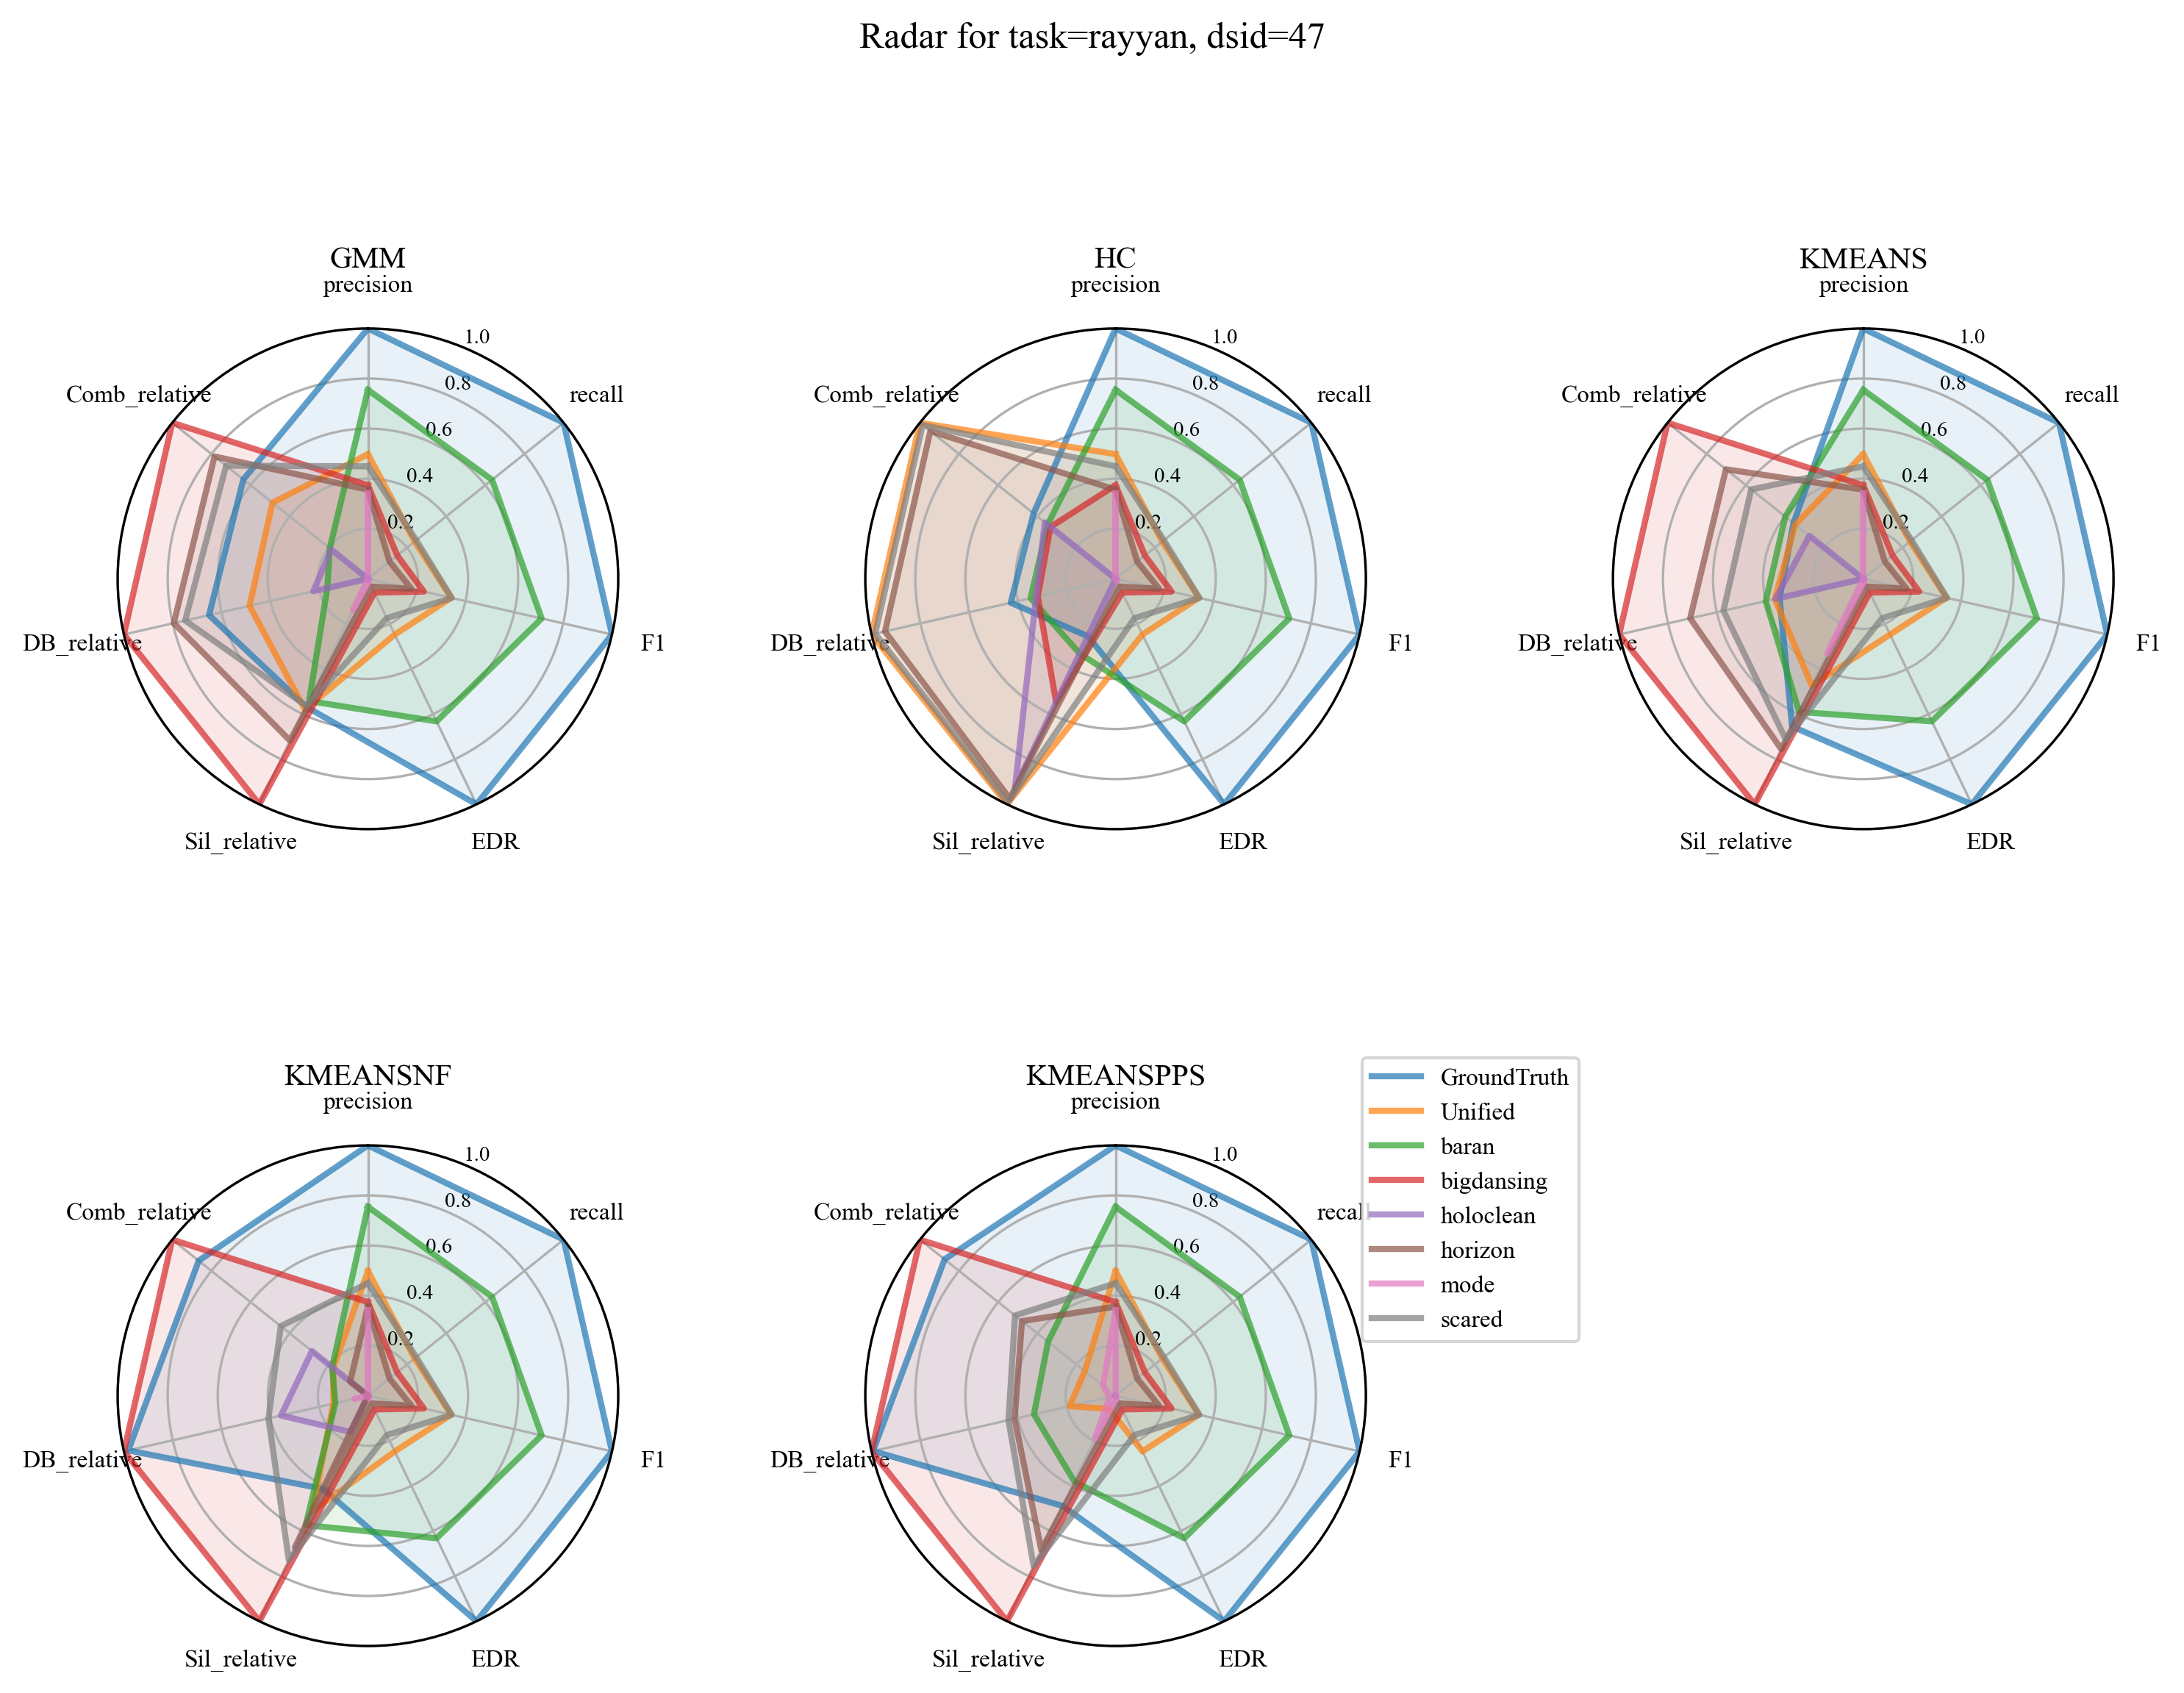 Radar for task=rayyan, dsid=47
GMM
precision
recall
F1
EDR
Sil_relative
DB_relative
Comb_relative
0.2
0.4
0.6
0.8
1.0
HC
precision
recall
F1
EDR
Sil_relative
DB_relative
Comb_relative
0.2
0.4
0.6
0.8
1.0
KMEANS
precision
recall
F1
EDR
Sil_relative
DB_relative
Comb_relative
0.2
0.4
0.6
0.8
1.0
KMEANSNF
precision
recall
F1
EDR
Sil_relative
DB_relative
Comb_relative
0.2
0.4
0.6
0.8
1.0
KMEANSPPS
precision
recall
F1
EDR
Sil_relative
DB_relative
Comb_relative
0.2
0.4
0.6
0.8
1.0
GroundTruth
Unified
baran
bigdansing
holoclean
horizon
mode
scared